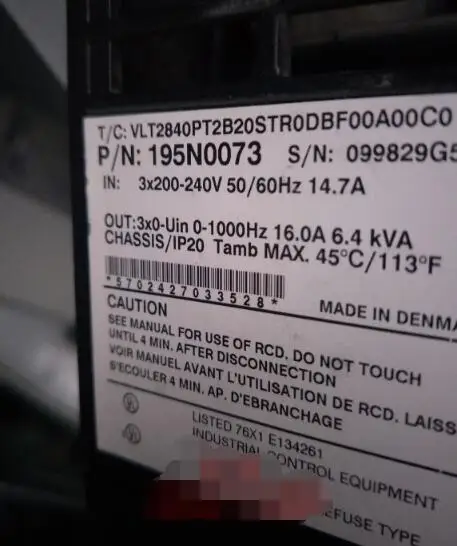 T/C: VLT2840PT2B20STR0DBF00A00C0
P/N: 195N0073 S/N: 099829G5
IN: 3x200-240V 50/60Hz 14.7A
OUT:3x0-Uin 0-1000Hz 16.0A 6.4 kVA
CHASSIS/IP20 Tamb MAX. 45°C/113°F
*5702427033528*
MADE IN DENMA
CAUTION
SEE MANUAL FOR USE OF RCD. DO NOT TOUCH
UNTIL 4 MIN. AFTER DISCONNECTION
VOIR MANUEL AVANT L'UTILISATION DE RCD. LAISS
S'ECOULER 4 MIN. AP. D'EBRANCHAGE
LISTED 76X1 E134261
INDUSTRIAL CONTROL EQUIPMENT
EFUSE TYPE